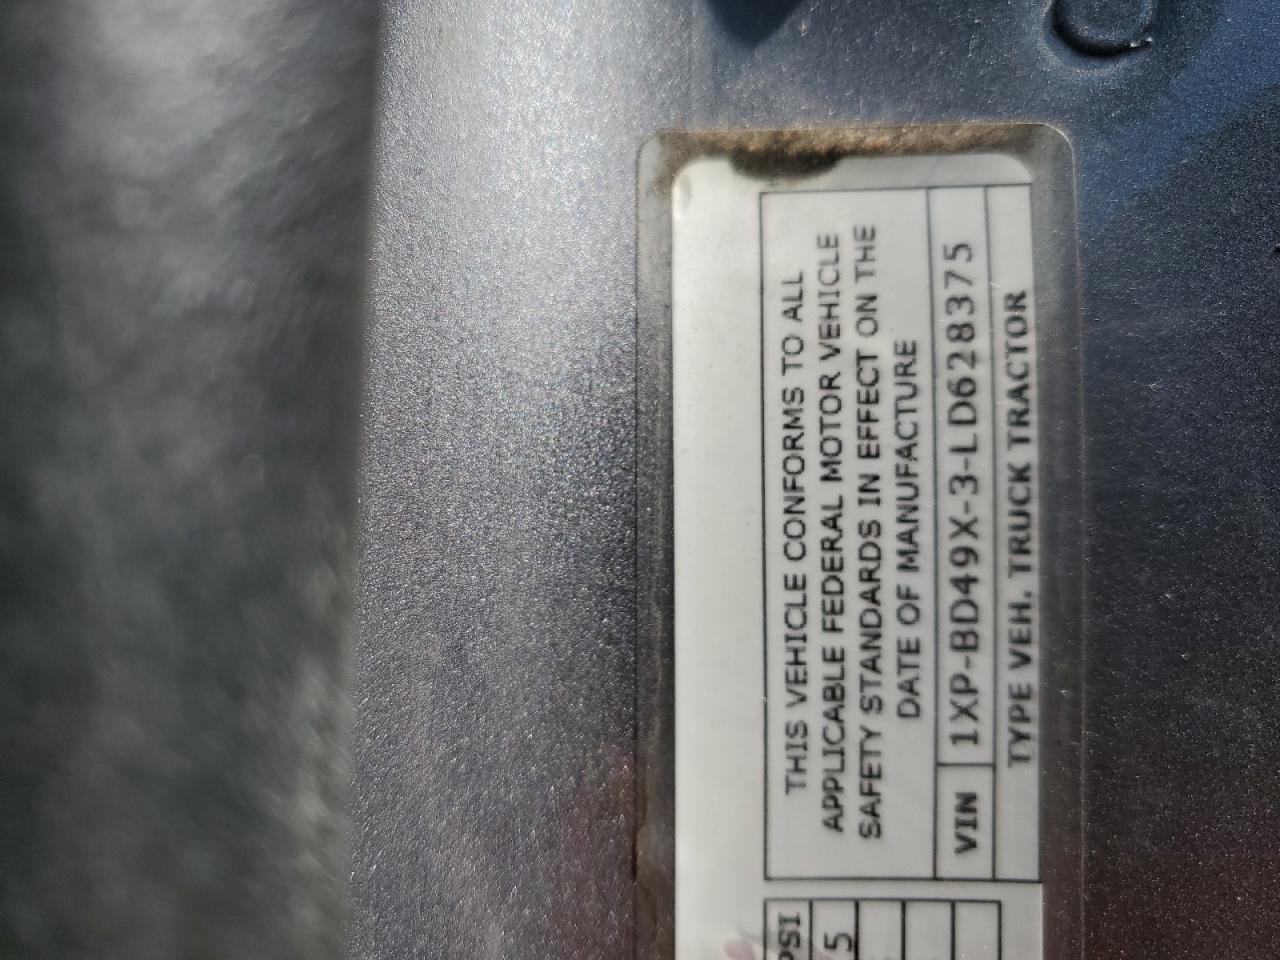 THIS VEHICLE CONFORMS TO ALL
APPLICABLE FEDERAL MOTOR VEHICLE
SAFETY STANDARDS IN EFFECT ON THE
DATE OF MANUFACTURE
VIN 1XP-BD49X-3-LD628375
TYPE VEH. TRUCK TRACTOR
PSI
5